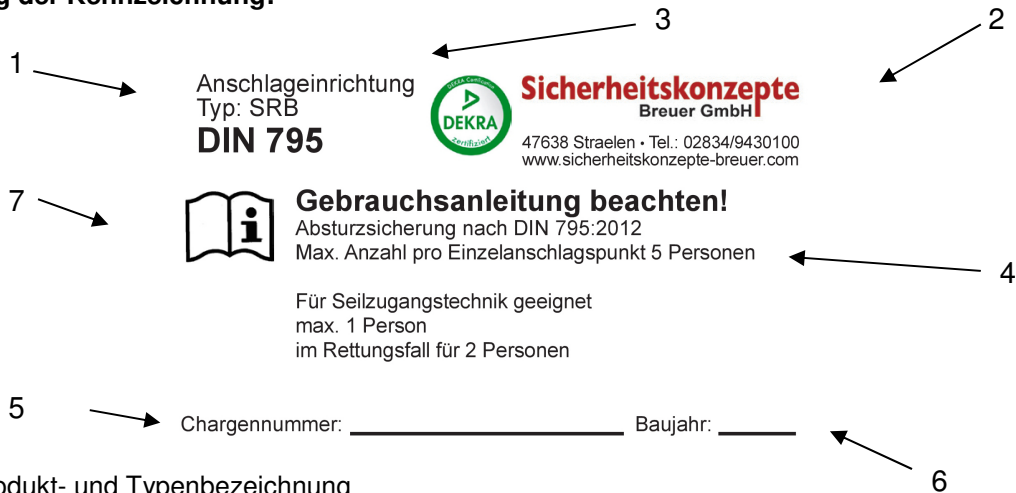 g der Kennzeichnung:
3
2
1
Anschlageinrichtung
Typ: SRB
DIN 795
DEKRA Certification
DEKRA
zertifiziert
Sicherheitskonzepte
Breuer GmbH
47638 Straelen • Tel.: 02834/9430100
www.sicherheitskonzepte-breuer.com
7
Gebrauchsanleitung beachten!
Absturzsicherung nach DIN 795:2012
Max. Anzahl pro Einzelanschlagspunkt 5 Personen
4
Für Seilzugangstechnik geeignet
max. 1 Person
im Rettungsfall für 2 Personen
5
Chargennummer: Baujahr:
6
odukt- und Typenbezeichnung